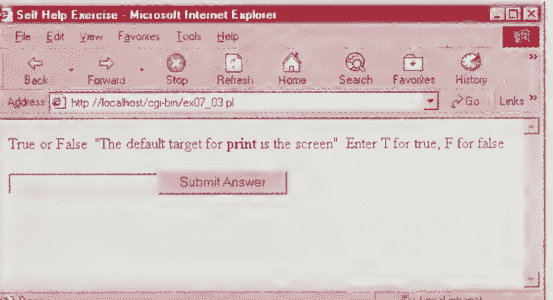 Self Help Exercise - Microsoft Internet Explorer
File Edit View Favorites Tools Help
Back Forward Stop Refresh Home Search Favorites History
Address http://localhost/cgi-bin/ex07_03 pl Go Links
True or False "The default target for print is the screen" Enter T for true, F for false
Submit Answer